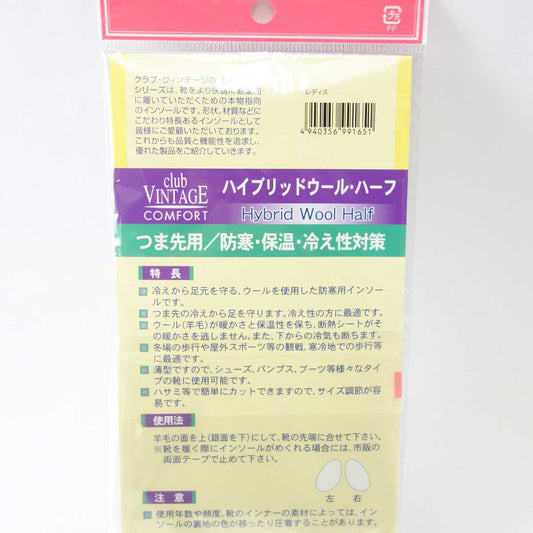 プラ
PP
クラブ・ヴィンテージの
シリーズは、靴をより快適に健康的
に履いていただくための本物指向
のインソールです。形状、材質などに
こだわり特長あるインソールとして
皆様にご愛顧いただいております。
これからも品質と機能性を追求し、
優れた製品をご紹介していきます。
レディス
4 940356 991651
club
VINTAGE
COMFORT
ハイブリッドウール・ハーフ
Hybrid Wool Half
つま先用／防寒・保温・冷え性対策
特長
冷えから足元を守る、ウールを使用した防寒用インソー
ルです。
つま先の冷えから足を守ります。冷え性の方に最適です。
ウール(羊毛)が暖かさと保温性を保ち、断熱シートがそ
の暖かさを逃しません。また、下からの冷気も断ちます。
冬場の歩行や屋外スポーツ等の観戦、寒冷地での歩行等
に最適です。
薄型ですので、シューズ、パンプス、ブーツ等様々なタイ
プの靴に使用可能です。
ハサミ等で簡単にカットできますので、サイズ調節が容
易です。
使用法
羊毛の面を上(銀面を下)にして、靴の先端に合せて下さい。
※靴を履く際にインソールがめくれる場合には、市販の
両面テープで止めて下さい。
左 右
注意
使用年数や頻度、靴のインナーの素材によっては、イン
ソールの裏地の色が移ったり圧着することがあります。